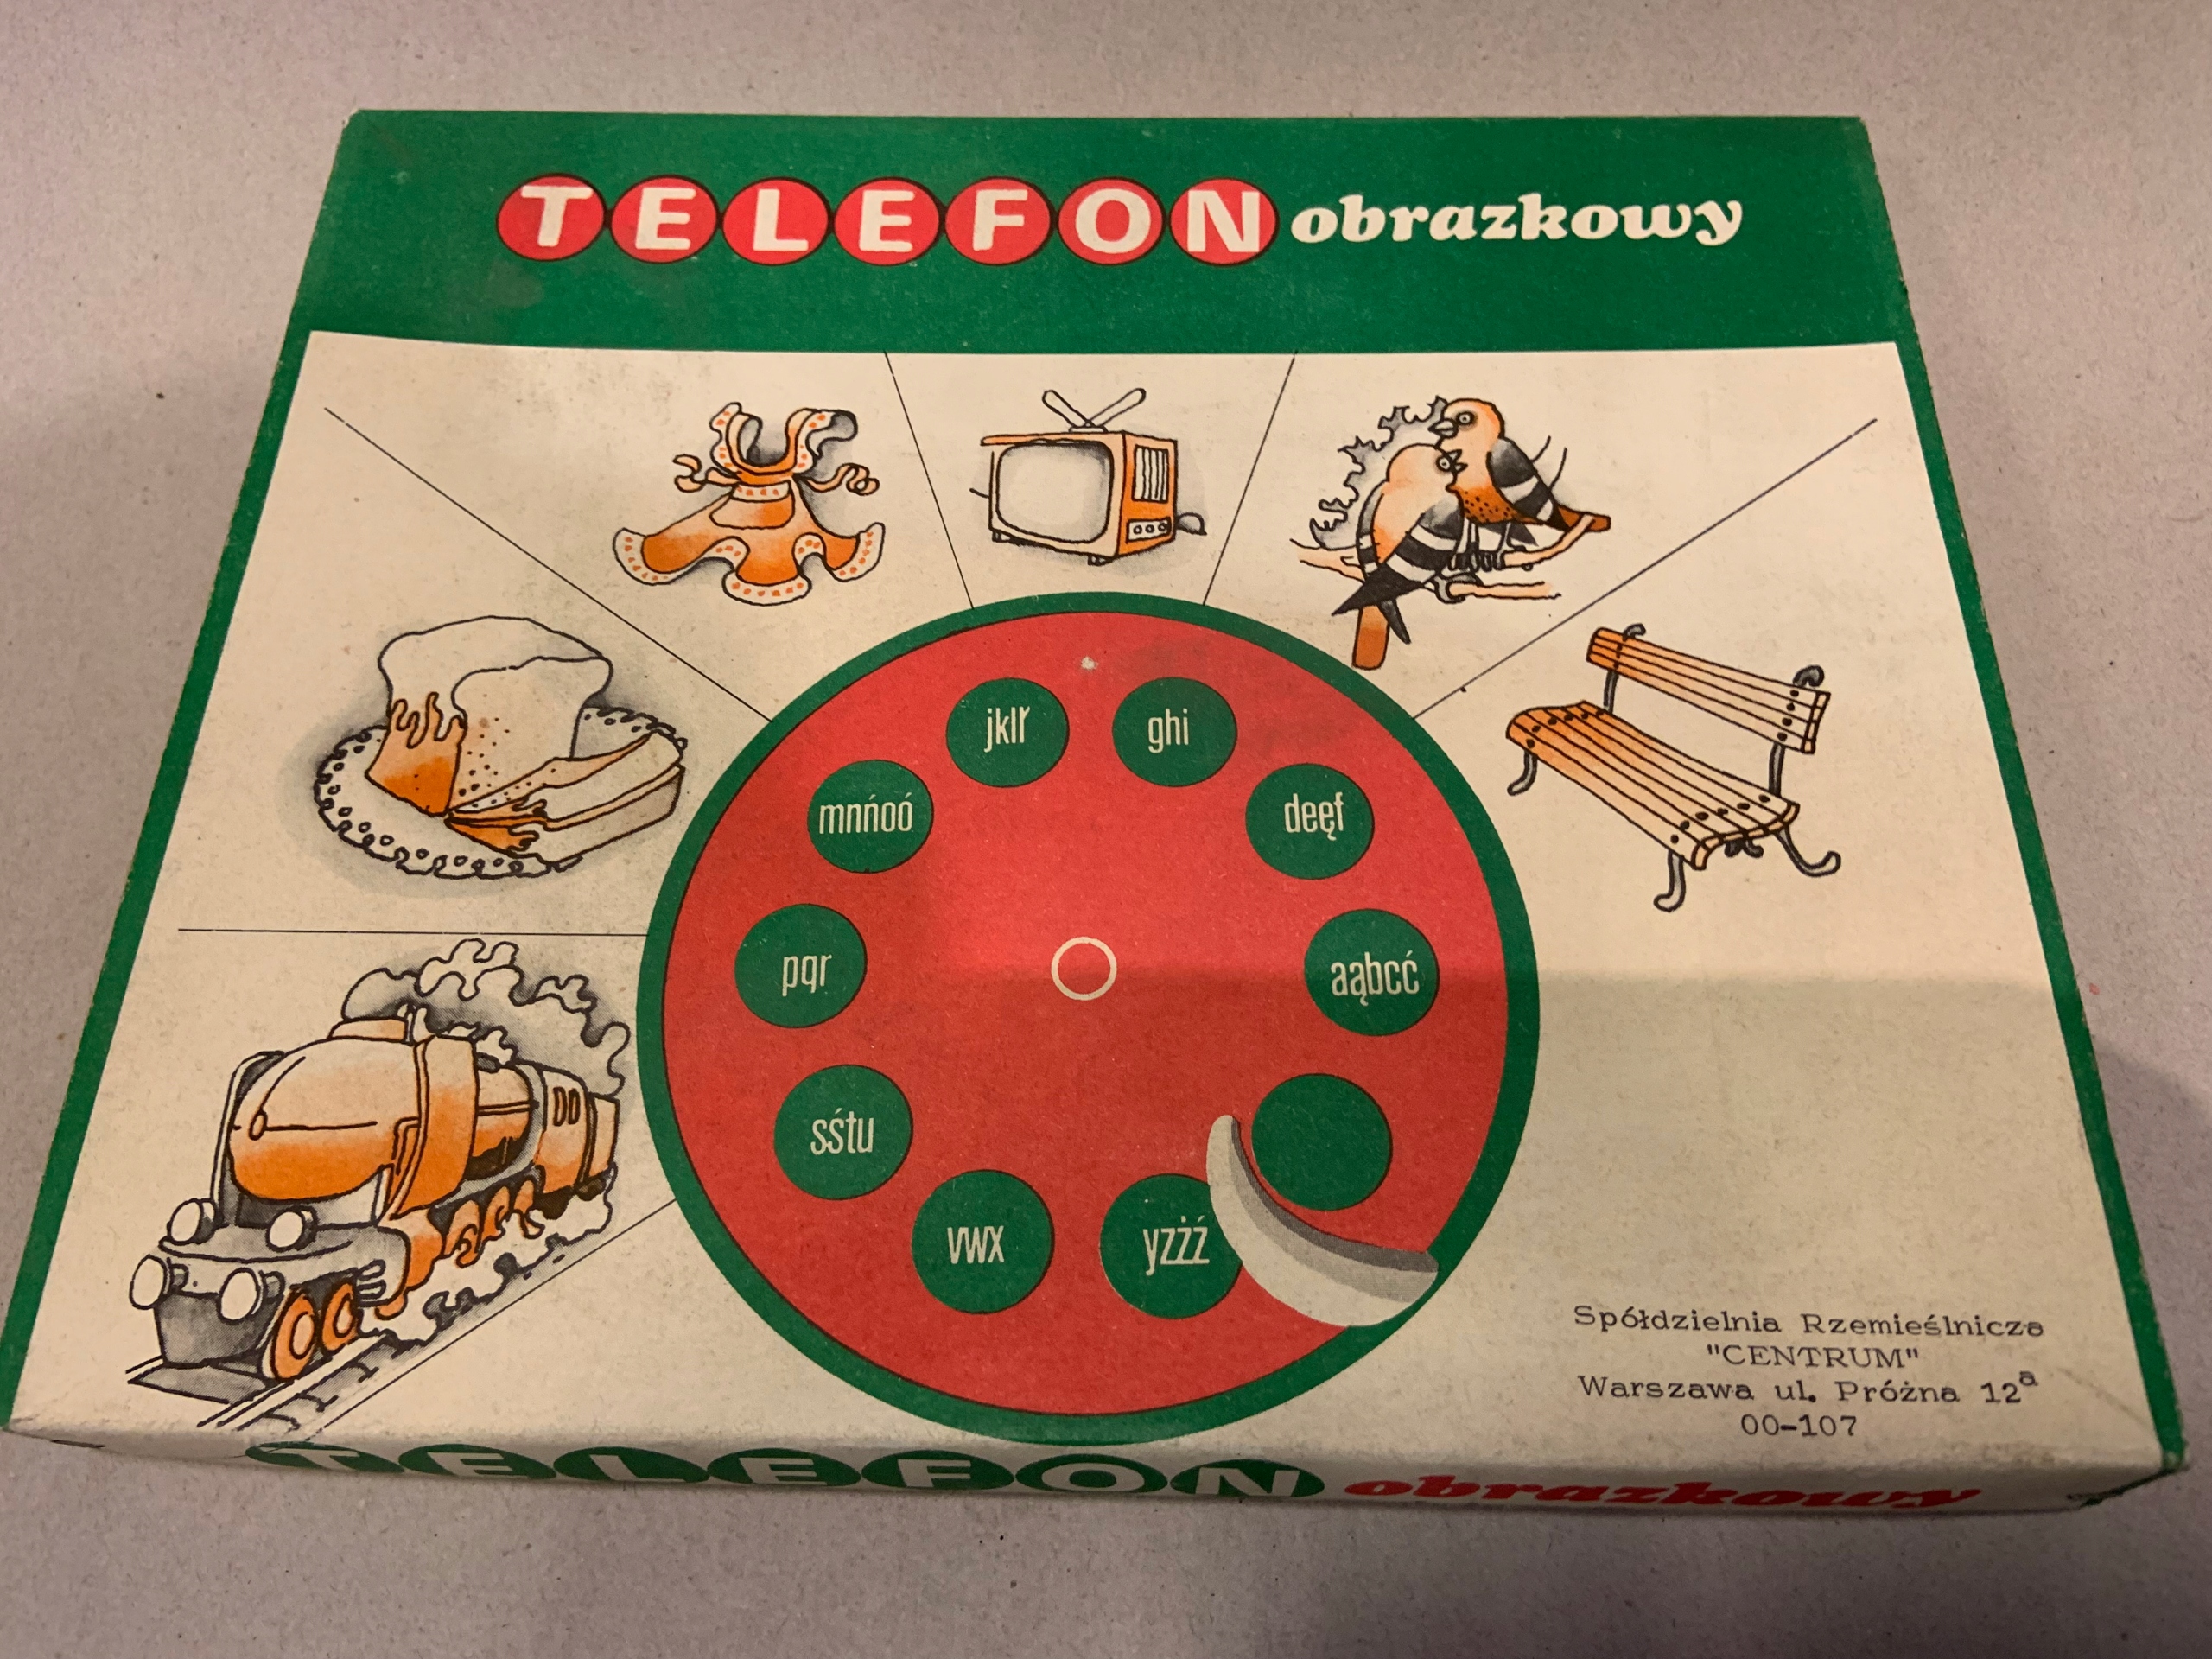 TELEFON obrazkowy
jklł
ghi
mnńoó
deęf
pqr
aąbcć
sśtu
vwx
yzżź
Spółdzielnia Rzemieślnicza
"CENTRUM"
Warszawa ul. Próżna 12a
00-107
TELEFON obrazkowy